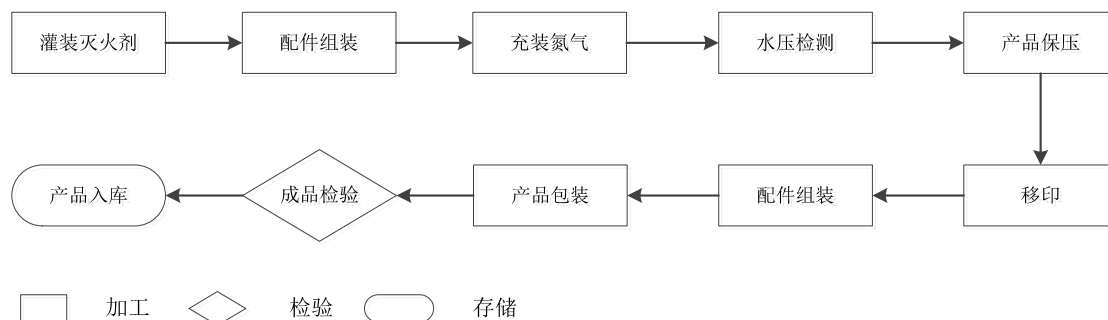 灌装灭火剂
配件组装
充装氮气
水压检测
产品保压
移印
配件组装
产品包装
成品检验
产品入库
加工
检验
存储